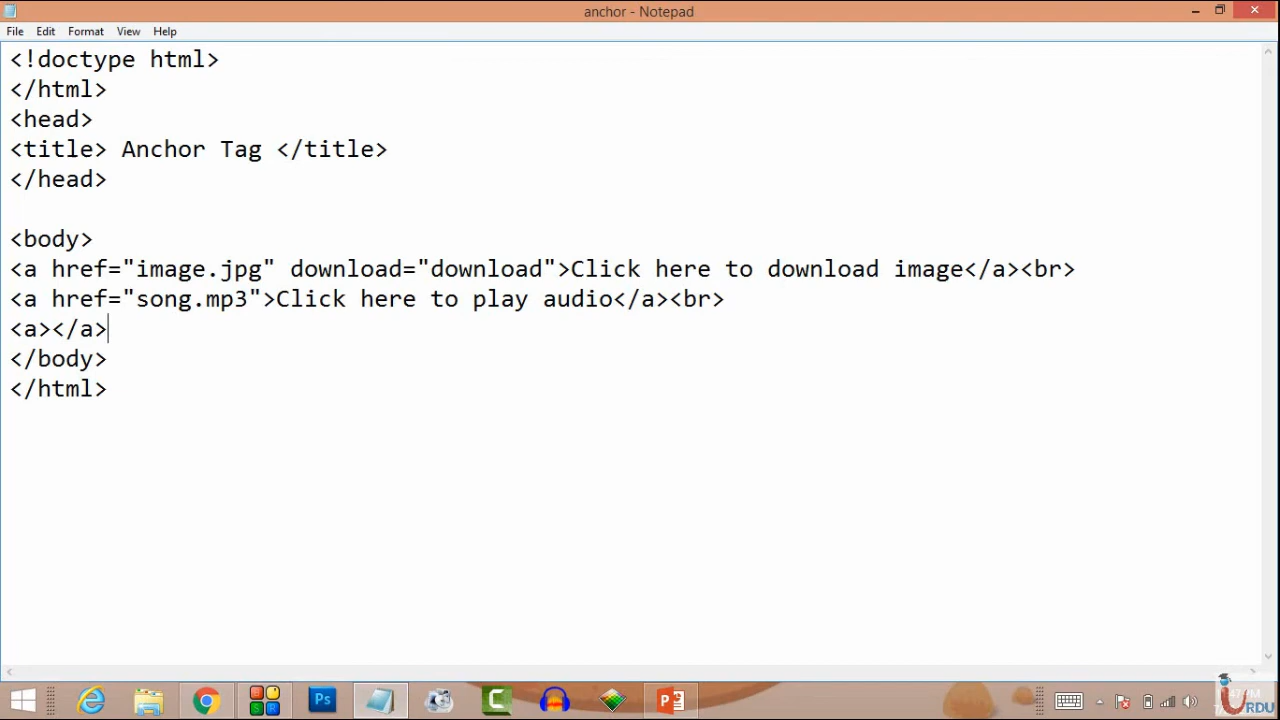 anchor - Notepad
File Edit Format View Help
<!doctype html>
</html>
<head>
<title> Anchor Tag </title>
</head>
<body>
<a href="image.jpg" download="download">Click here to download image</a><br>
<a href="song.mp3">Click here to play audio</a><br>
<a></a>
</body>
</html>
Ps
URDU